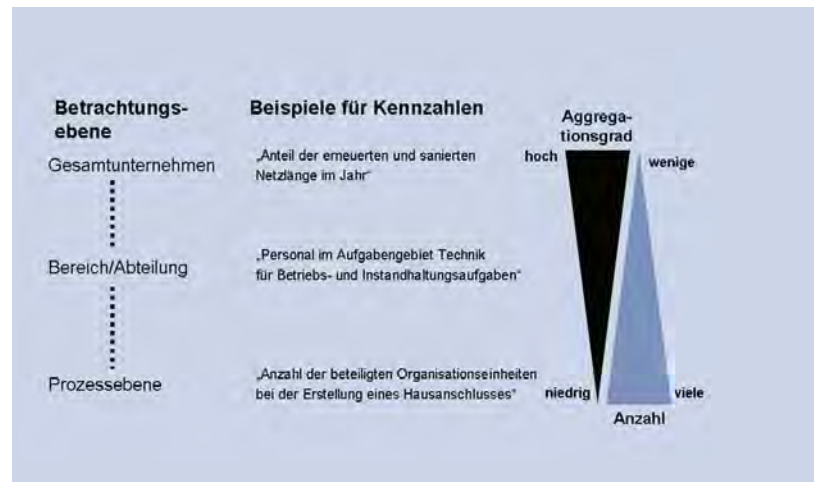 Betrachtungs-
ebene
Beispiele für Kennzahlen
Aggrega-
tionsgrad
Gesamtunternehmen
„Anteil der erneuerten und sanierten
Netzlänge im Jahr“
hoch
wenige
Bereich/Abteilung
„Personal im Aufgabengebiet Technik
für Betriebs- und Instandhaltungsaufgaben“
Prozessebene
„Anzahl der beteiligten Organisationseinheiten
bei der Erstellung eines Hausanschlusses“
niedrig
viele
Anzahl